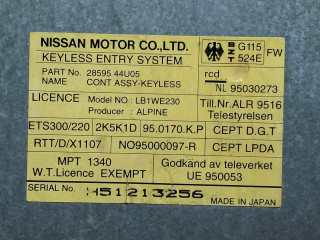 NISSAN MOTOR CO.,LTD.
KEYLESS ENTRY SYSTEM
PART NO. 28595 44U05
NAME CONT ASSY-KEYLESS
BZT G115 524E FW
rcd
NL 95030273
LICENCE Model NO : LB1WE230
Producer : ALPINE
Till.Nr.ALR 9516
Telestyrelsen
ETS300/220 2K5K1D 95.0170.K.P CEPT D.G.T
RTT/D/X1107 NO95000097-R CEPT LPDA
MPT 1340
W.T.Licence EXEMPT
Godkand av televerket
UE 950053
SERIAL No. H51213256 MADE IN JAPAN